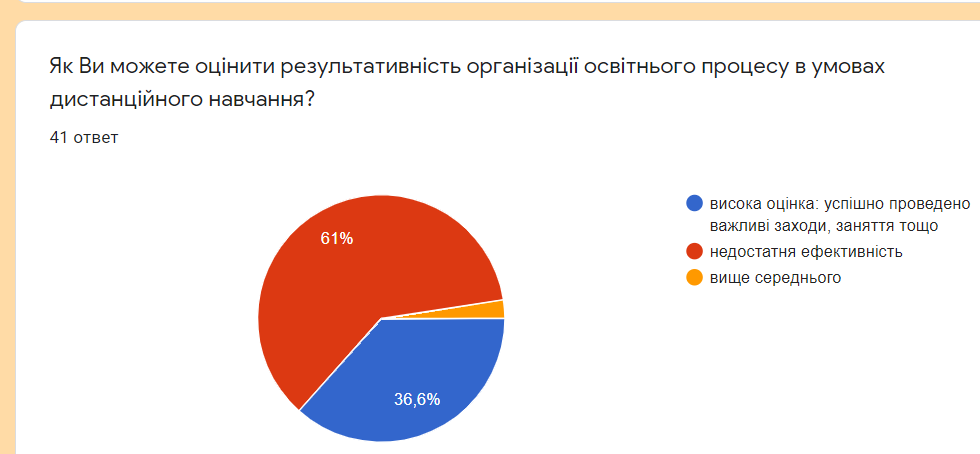 Як Ви можете оцінити результативність організації освітнього процесу в умовах
дистанційного навчання?
41 ответ
61%
36,6%
висока оцінка: успішно проведено
важливі заходи, заняття тощо
недостатня ефективність
вище середнього